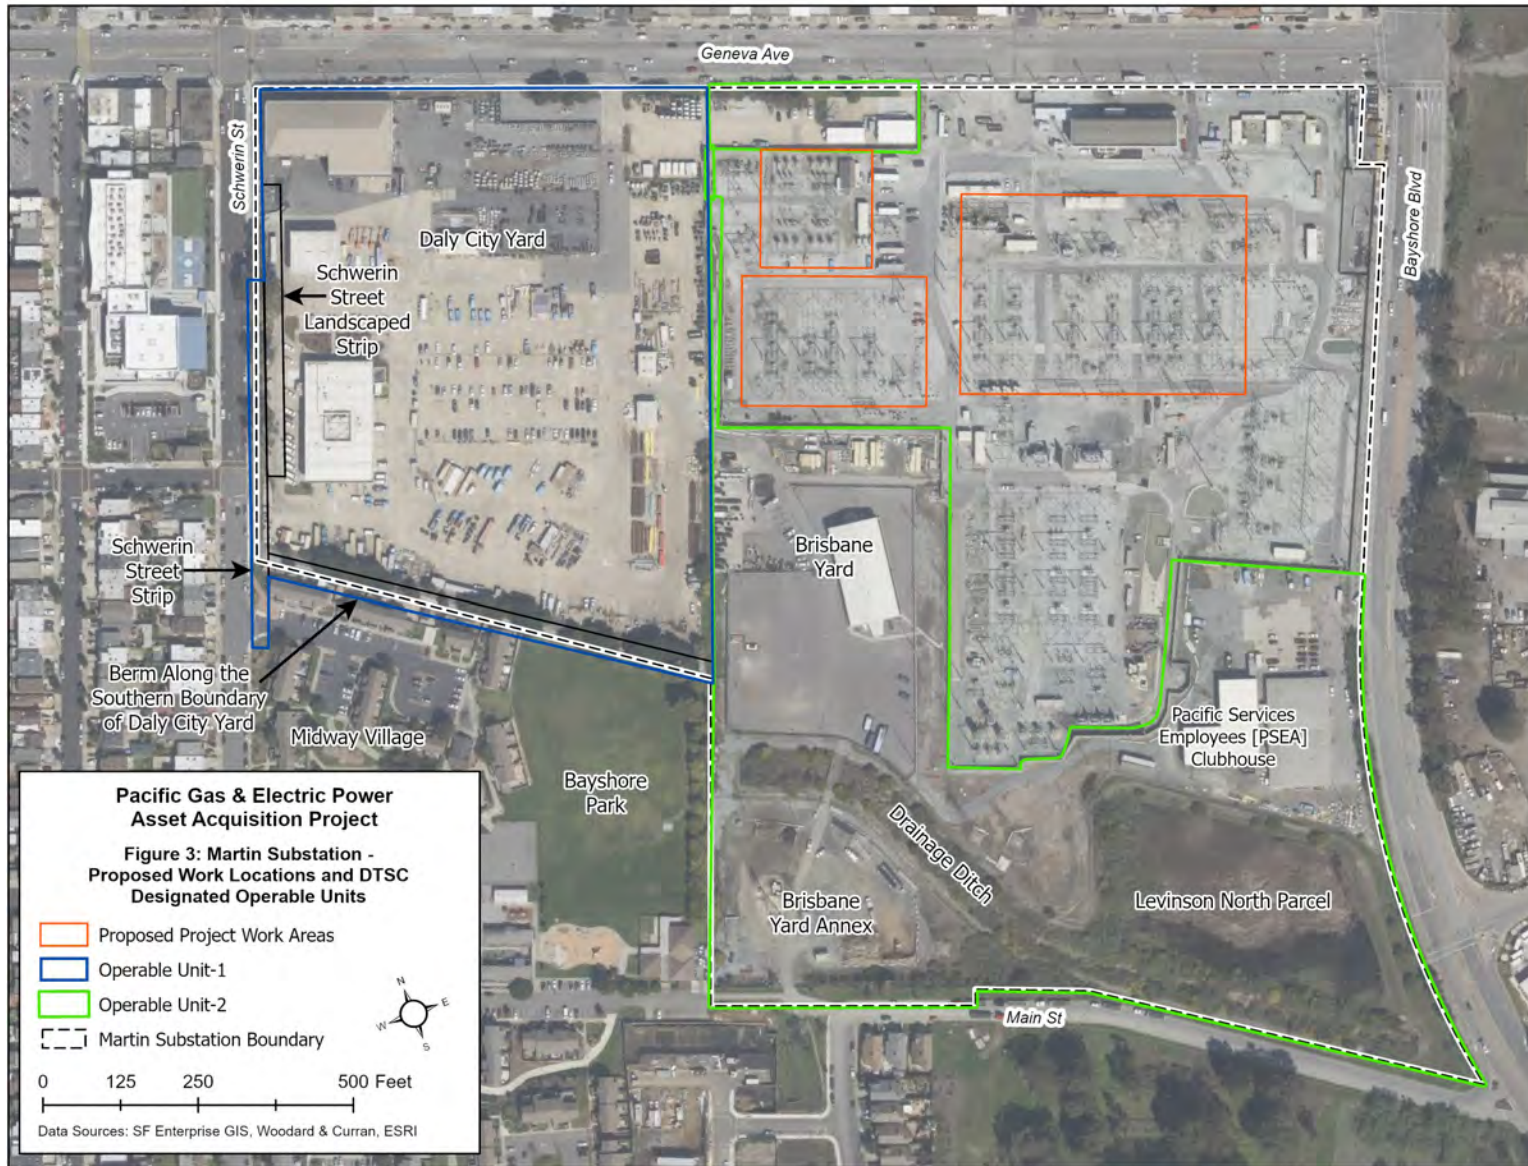 Geneva Ave
Schwerin St
Bayshore Blvd
Daly City Yard
Schwerin
Street
Landscaped
Strip
Schwerin
Street
Strip
Berm Along the
Southern Boundary
of Daly City Yard
Midway Village
Bayshore
Park
Brisbane
Yard
Pacific Services
Employees [PSEA]
Clubhouse
Drainage Ditch
Brisbane
Yard Annex
Levinson North Parcel
Main St
Pacific Gas & Electric Power
Asset Acquisition Project
Figure 3: Martin Substation -
Proposed Work Locations and DTSC
Designated Operable Units
Proposed Project Work Areas
Operable Unit-1
Operable Unit-2
Martin Substation Boundary
N
E
W
S
0 125 250 500 Feet
Data Sources: SF Enterprise GIS, Woodard & Curran, ESRI